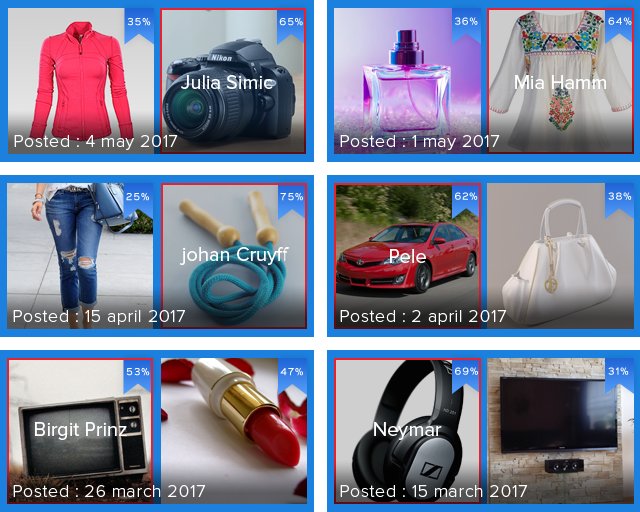 35%
65%
Nikon
Julia Simic
Posted : 4 may 2017
36%
64%
Mia Hamm
Posted : 1 may 2017
25%
75%
johan Cruyff
Posted : 15 april 2017
62%
38%
Pele
Posted : 2 april 2017
53%
47%
Birgit Prinz
Posted : 26 march 2017
69%
31%
Neymar
Posted : 15 march 2017